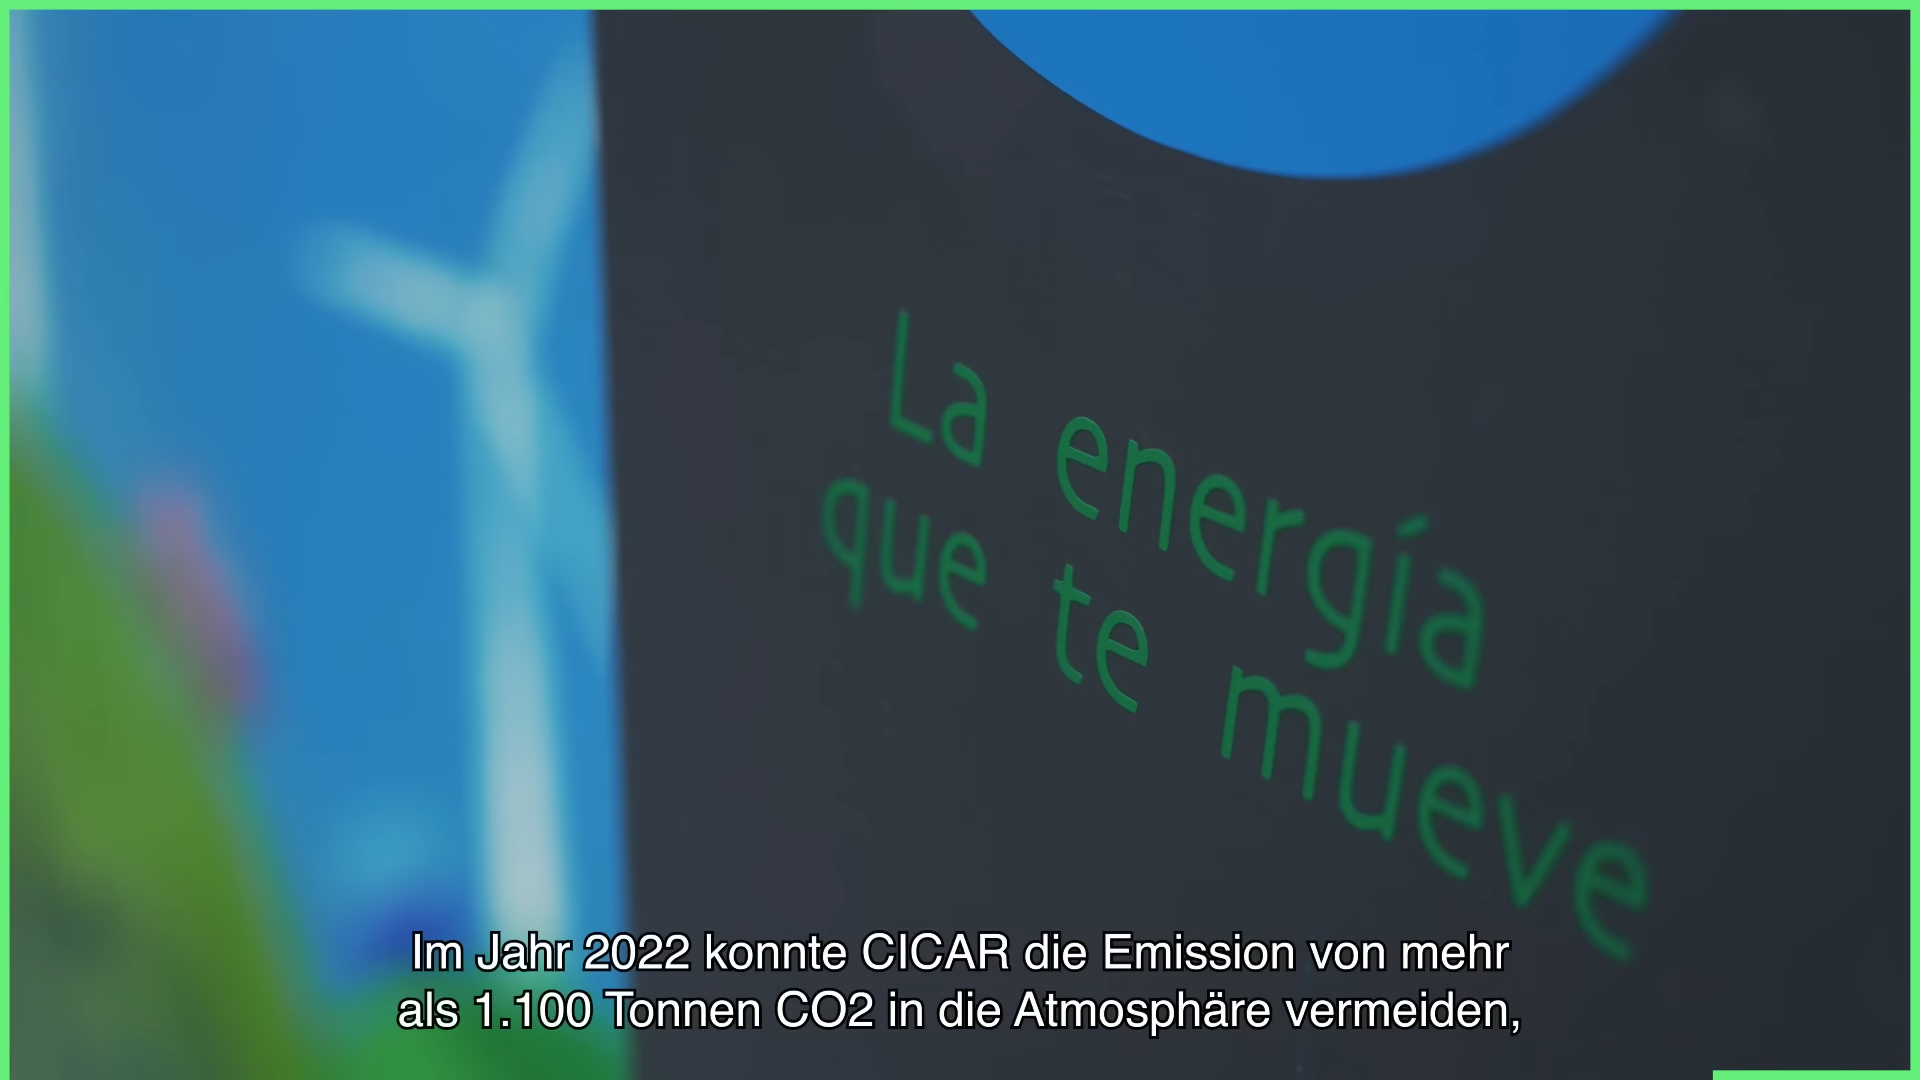 La energía
que te mueve
Im Jahr 2022 konnte CICAR die Emission von mehr
als 1.100 Tonnen CO2 in die Atmosphäre vermeiden,